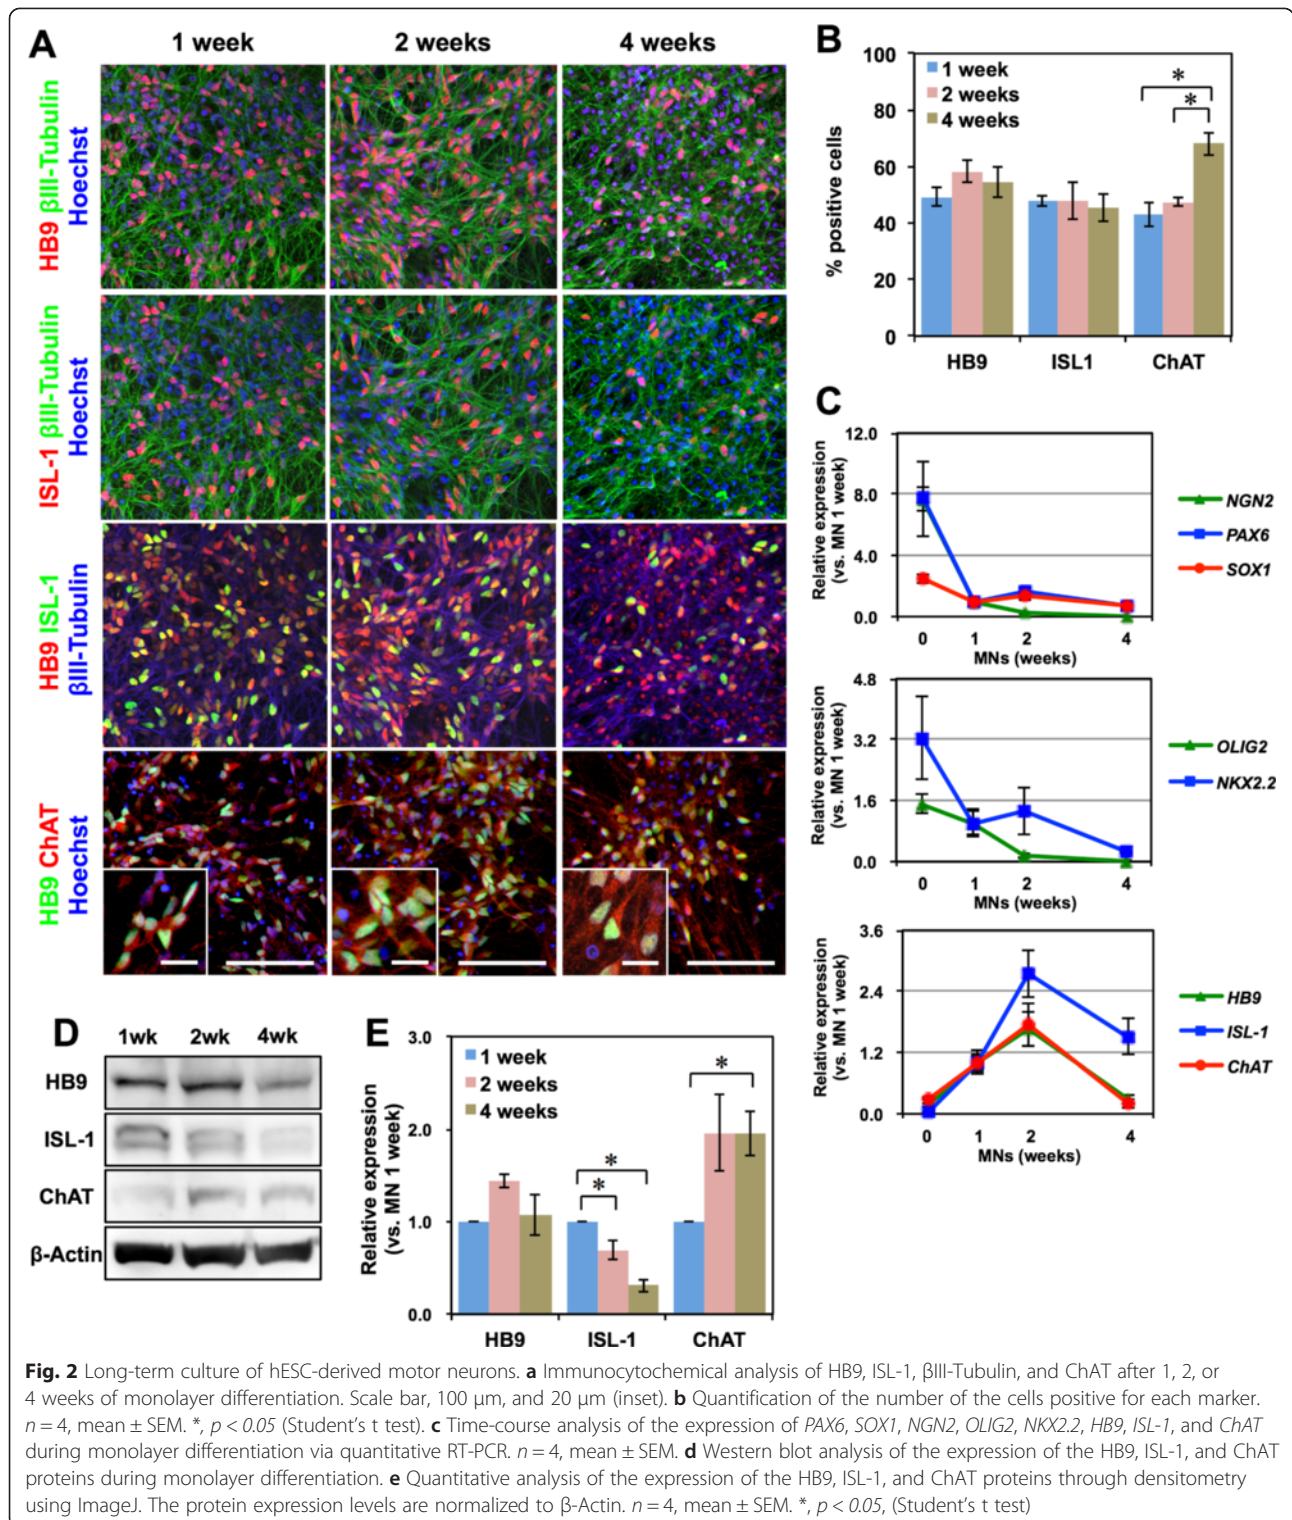 A
1 week 2 weeks 4 weeks
HB9 βIII-Tubulin
Hoechst
ISL-1 βIII-Tubulin
Hoechst
HB9 ISL-1
βIII-Tubulin
HB9 ChAT
Hoechst
B
% positive cells
100
80
60
40
20
0
1 week
2 weeks
4 weeks
*
*
HB9 ISL1 ChAT
C
Relative expression
(vs. MN 1 week)
12.0
8.0
4.0
0.0
0 1 2 4
MNs (weeks)
NGN2
PAX6
SOX1
Relative expression
(vs. MN 1 week)
4.8
3.2
1.6
0.0
0 1 2 4
MNs (weeks)
OLIG2
NKX2.2
Relative expression
(vs. MN 1 week)
3.6
2.4
1.2
0.0
0 1 2 4
MNs (weeks)
HB9
ISL-1
ChAT
D
1wk 2wk 4wk
HB9
ISL-1
ChAT
β-Actin
E
Relative expression
(vs. MN 1 week)
3.0
2.0
1.0
0.0
1 week
2 weeks
4 weeks
*
*
*
HB9 ISL-1 ChAT
Fig. 2 Long-term culture of hESC-derived motor neurons. a Immunocytochemical analysis of HB9, ISL-1, βIII-Tubulin, and ChAT after 1, 2, or
4 weeks of monolayer differentiation. Scale bar, 100 μm, and 20 μm (inset). b Quantification of the number of the cells positive for each marker.
n = 4, mean ± SEM. *, p < 0.05 (Student's t test). c Time-course analysis of the expression of PAX6, SOX1, NGN2, OLIG2, NKX2.2, HB9, ISL-1, and ChAT
during monolayer differentiation via quantitative RT-PCR. n = 4, mean ± SEM. d Western blot analysis of the expression of the HB9, ISL-1, and ChAT
proteins during monolayer differentiation. e Quantitative analysis of the expression of the HB9, ISL-1, and ChAT proteins through densitometry
using ImageJ. The protein expression levels are normalized to β-Actin. n = 4, mean ± SEM. *, p < 0.05, (Student's t test)